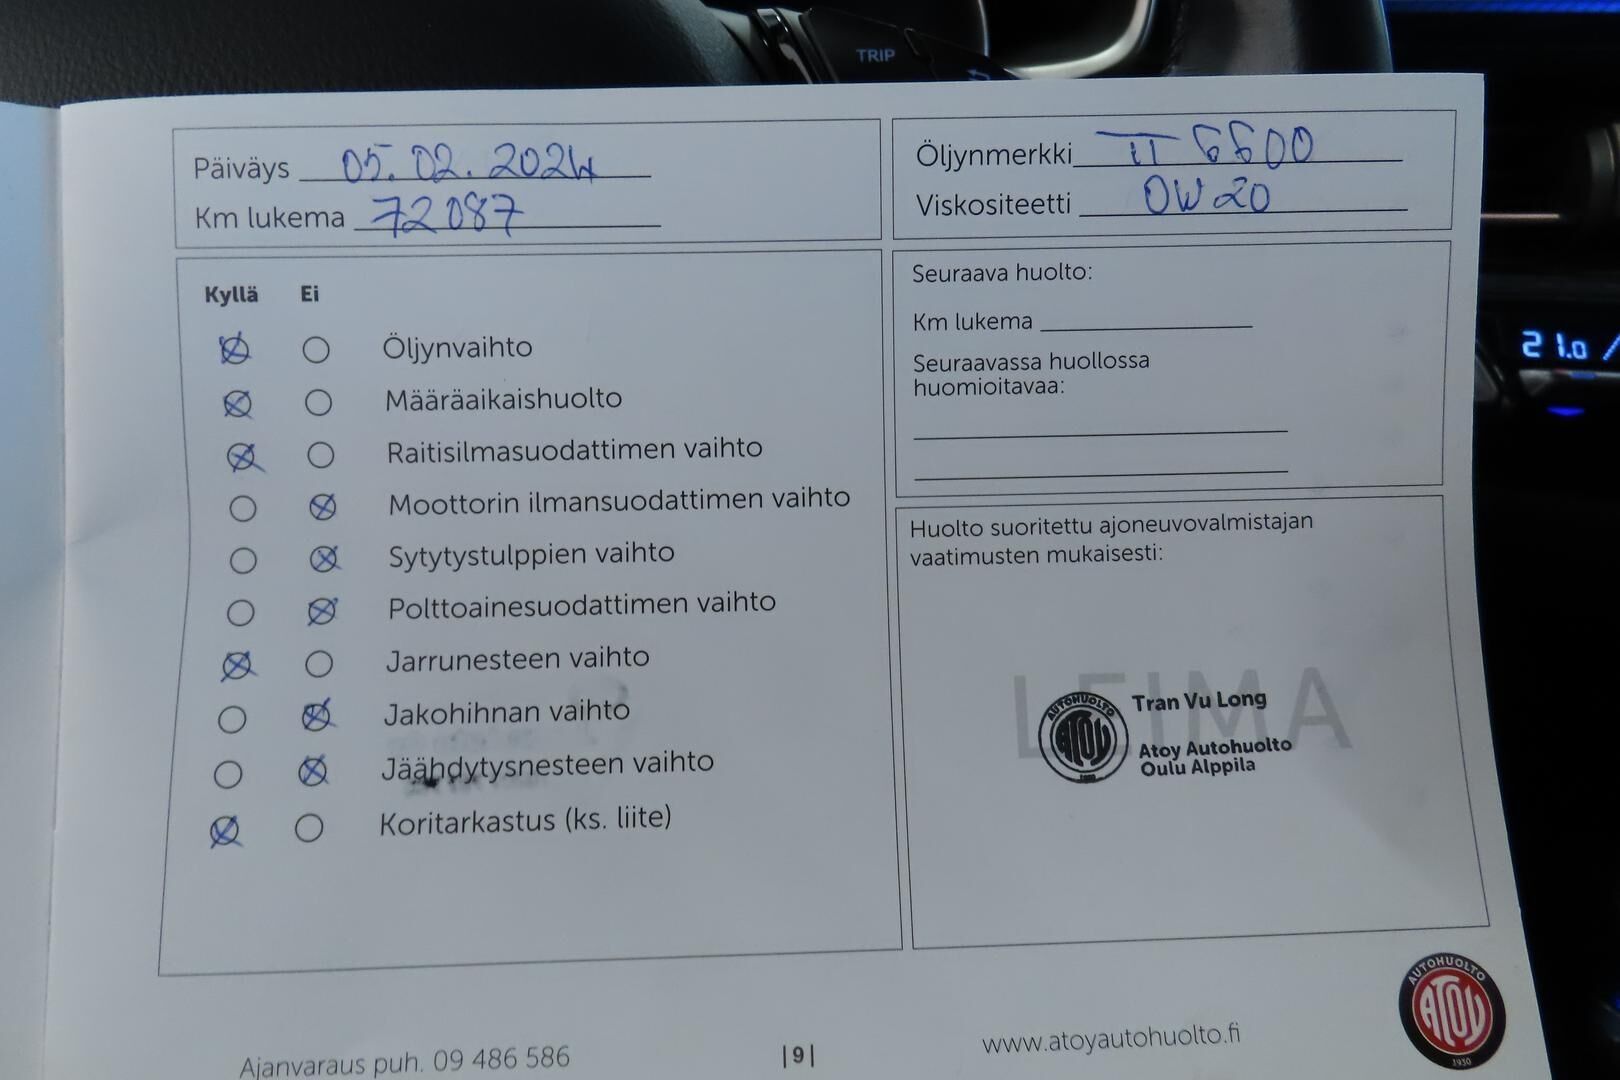 TRIP
Päiväys 05.02.2024
Km lukema 72087
Öljynmerkki TT 6600
Viskositeetti 0W20
Kyllä Ei
Öljynvaihto
Määräaikaishuolto
Raitisilmasuodattimen vaihto
Moottorin ilmansuodattimen vaihto
Sytytystulppien vaihto
Polttoainesuodattimen vaihto
Jarrunesteen vaihto
Jakohihnan vaihto
Jäähdytysnesteen vaihto
Koritarkastus (ks. liite)
Seuraava huolto:
Km lukema
Seuraavassa huollossa
huomioitavaa:
Huolto suoritettu ajoneuvovalmistajan
vaatimusten mukaisesti:
LEIMA
AUTOHUOLTO
ATOY
Tran Vu Long
Atoy Autohuolto
Oulu Alppila
21.0
Ajanvaraus puh. 09 486 586
|9|
www.atoyautohuolto.fi
AUTOHUOLTO
ATOY
1930